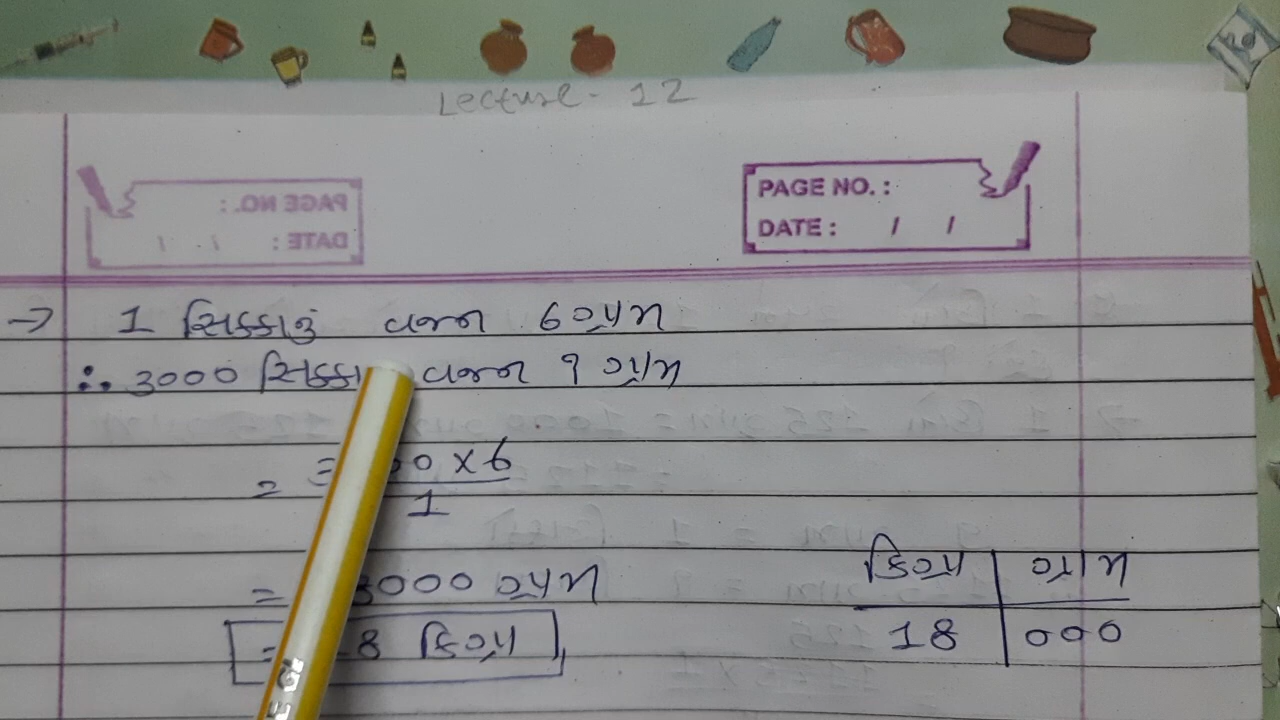 Lecture - 12
PAGE NO. :
DATE : / /
PAGE NO. :
DATE : / /
→ 1 સિક્કાનું વજન 6 ગ્રામ
∴ 3000 સિક્કા વજન ? ગ્રામ
= 00 × 6
1
= 000 ગ્રામ
= 8 કિગ્રા
કિગ્રા | ગ્રામ
18 | 000